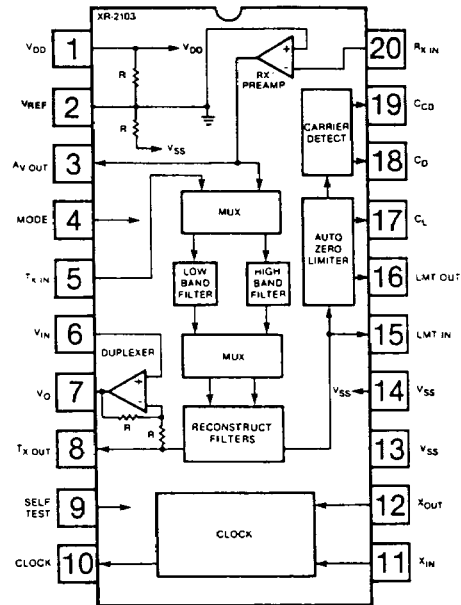 XR-2103
VDD
1
VDD
R
VREF
2
R
VSS
AV OUT
3
MODE
4
TX IN
5
VIN
6
DUPLEXER
VO
7
R
R
TX OUT
8
SELF TEST
9
CLOCK
10
+
-
RX PREAMP
MUX
LOW BAND FILTER
HIGH BAND FILTER
MUX
+
-
RECONSTRUCT FILTERS
CLOCK
CARRIER DETECT
AUTO ZERO LIMITER
20
RX IN
19
CCD
18
CD
17
CL
16
LMT OUT
15
LMT IN
VSS
14
VSS
13
VSS
12
XOUT
11
XIN